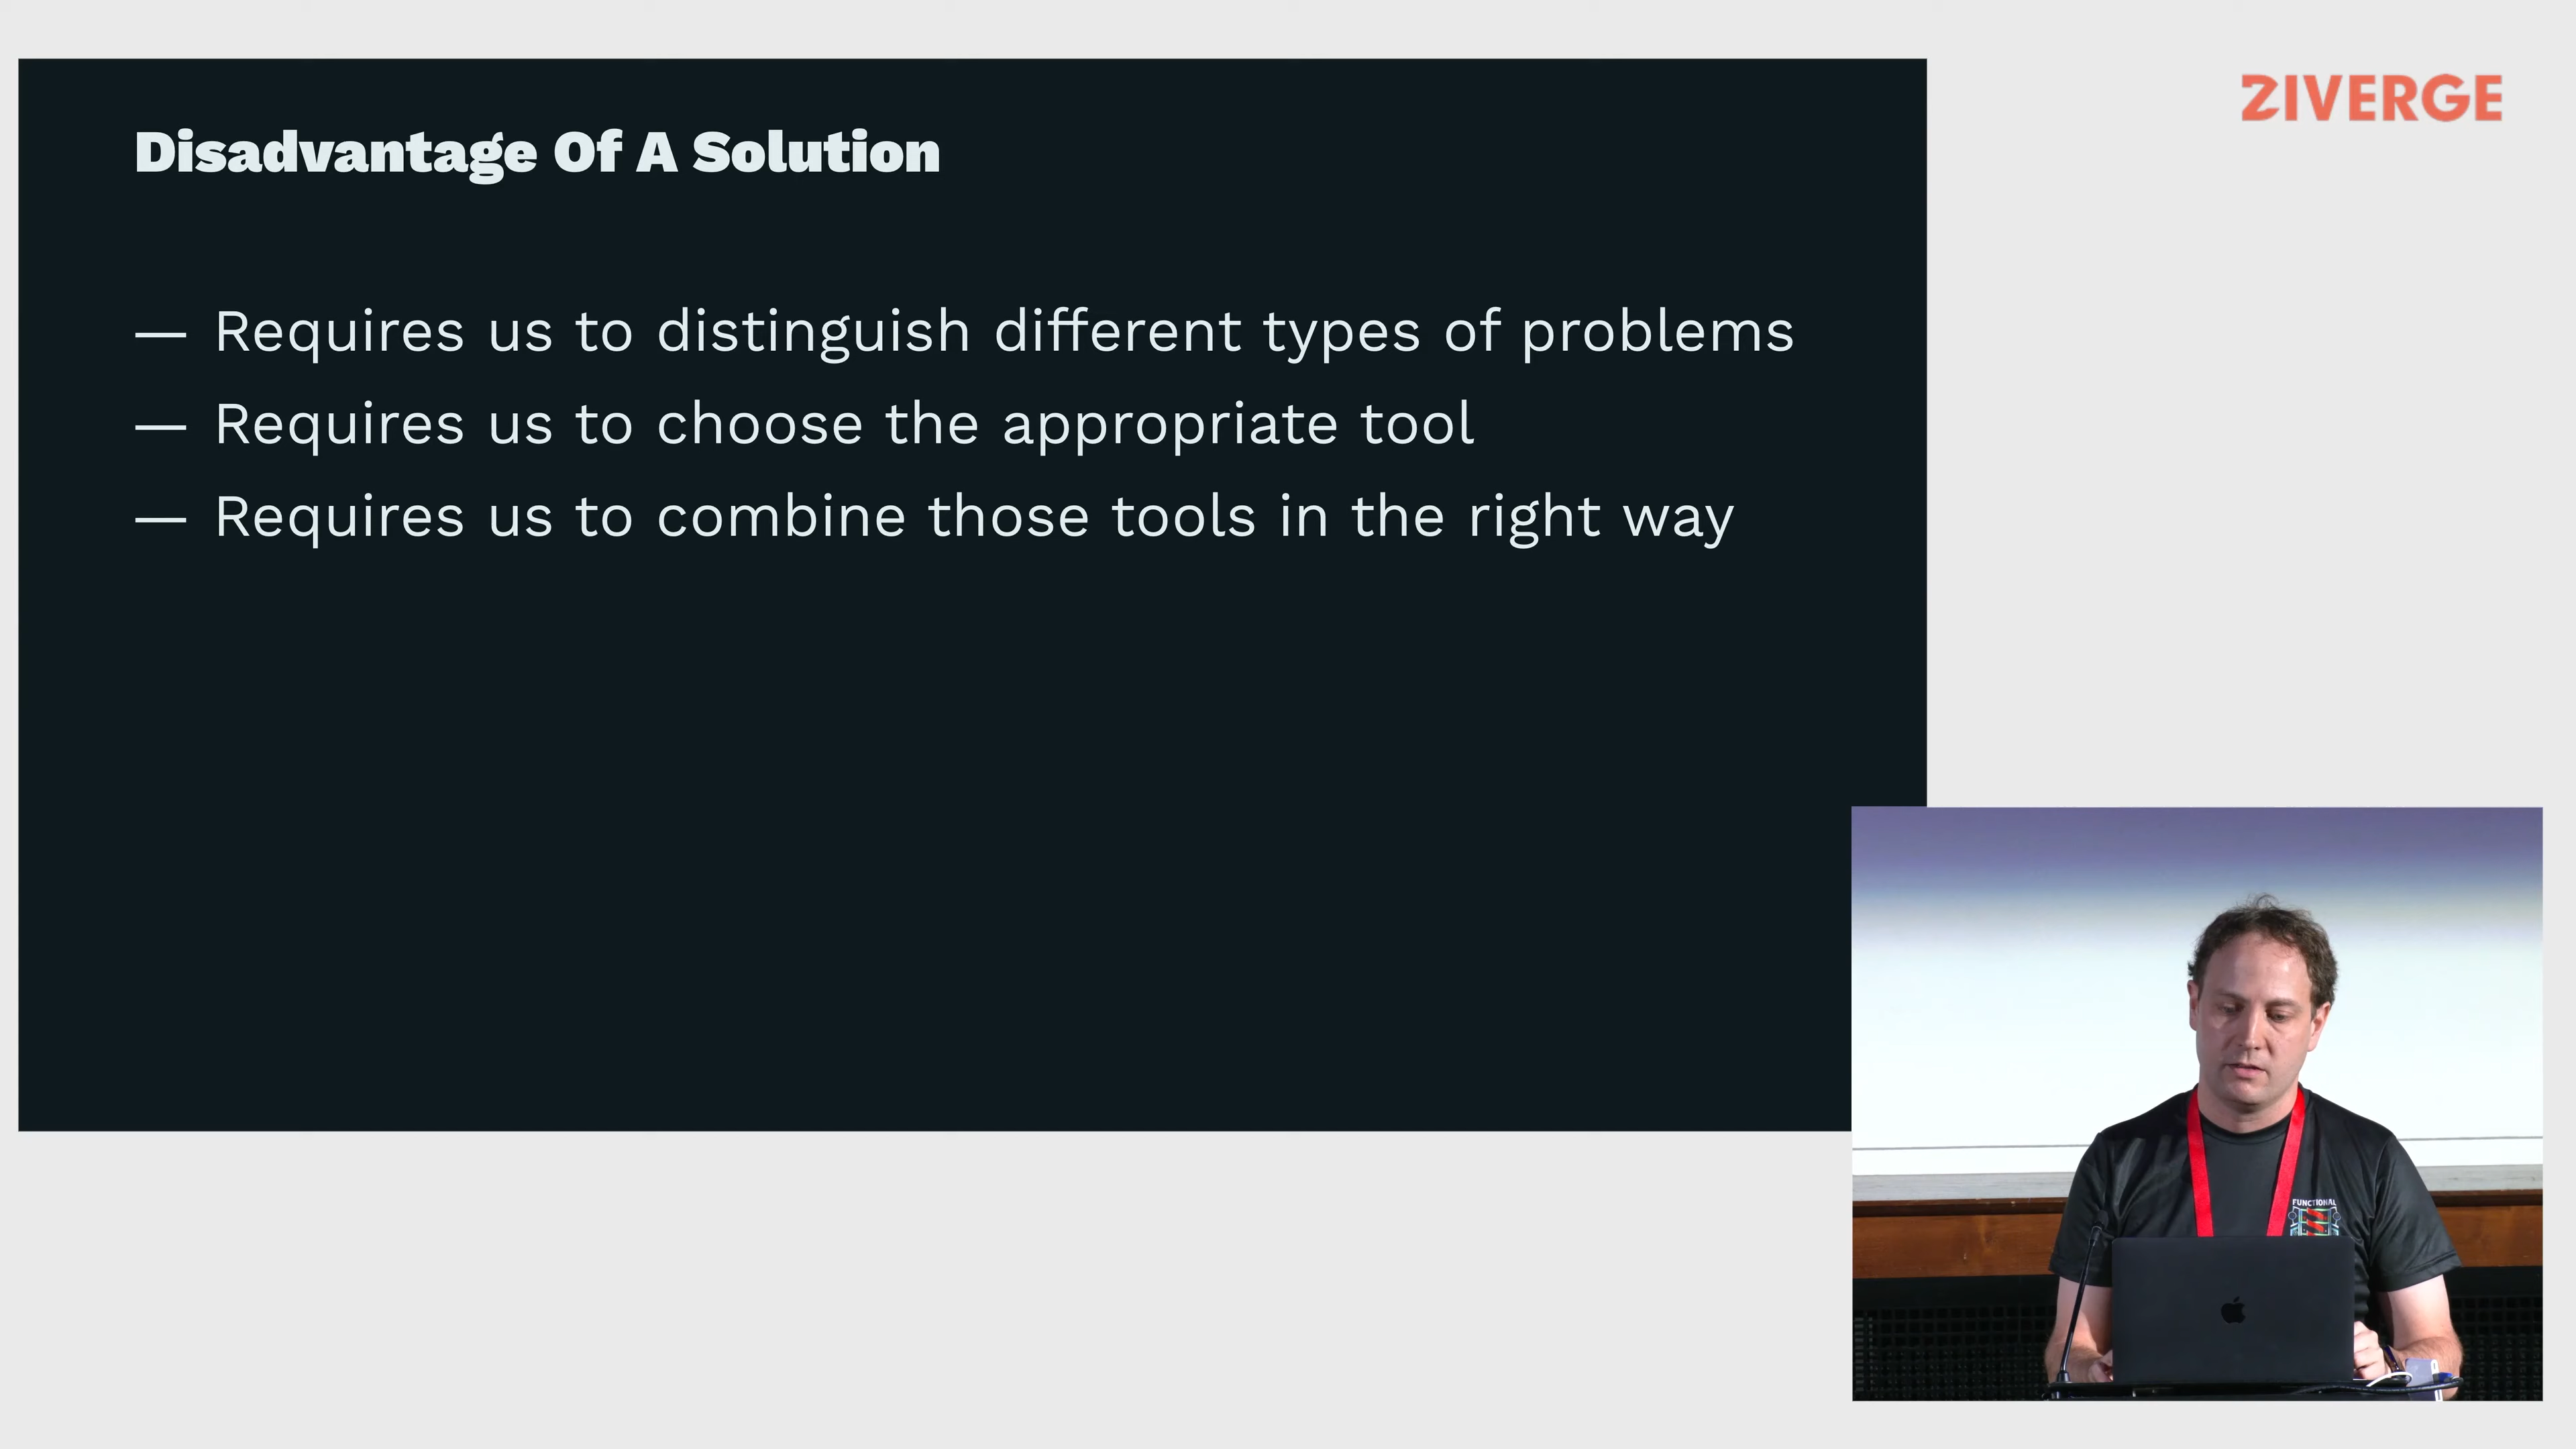 Disadvantage Of A Solution
— Requires us to distinguish different types of problems
— Requires us to choose the appropriate tool
— Requires us to combine those tools in the right way
ZIVERGE
FUNCTIONAL